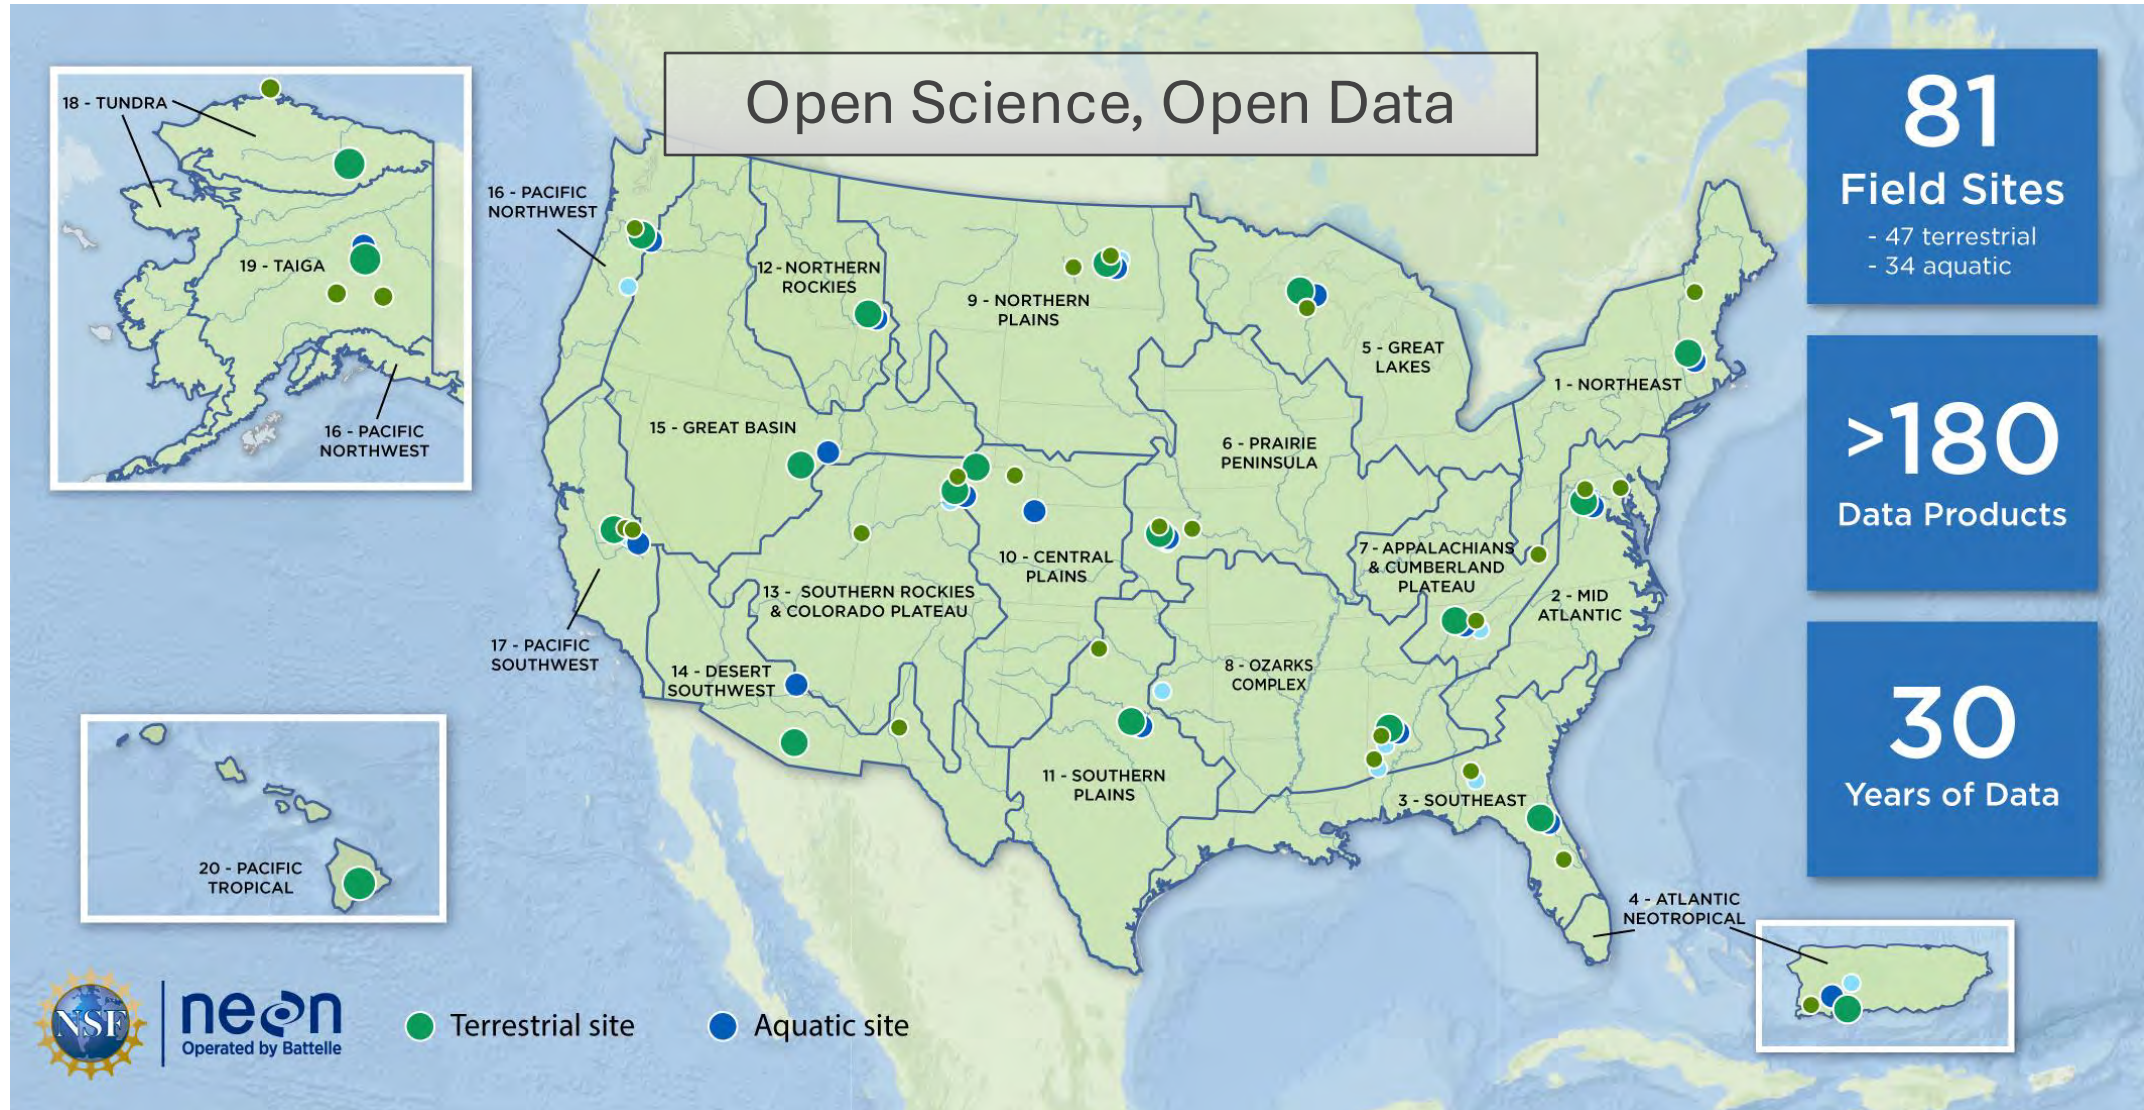 Open Science, Open Data
18 - TUNDRA
19 - TAIGA
16 - PACIFIC
NORTHWEST
16 - PACIFIC
NORTHWEST
12 - NORTHERN
ROCKIES
9 - NORTHERN
PLAINS
5 - GREAT
LAKES
1 - NORTHEAST
15 - GREAT BASIN
6 - PRAIRIE
PENINSULA
10 - CENTRAL
PLAINS
7 - APPALACHIANS
& CUMBERLAND
PLATEAU
13 - SOUTHERN ROCKIES
& COLORADO PLATEAU
2 - MID
ATLANTIC
17 - PACIFIC
SOUTHWEST
14 - DESERT
SOUTHWEST
8 - OZARKS
COMPLEX
11 - SOUTHERN
PLAINS
3 - SOUTHEAST
20 - PACIFIC
TROPICAL
4 - ATLANTIC
NEOTROPICAL
81
Field Sites
- 47 terrestrial
- 34 aquatic
>180
Data Products
30
Years of Data
NSF
neon
Operated by Battelle
Terrestrial site
Aquatic site